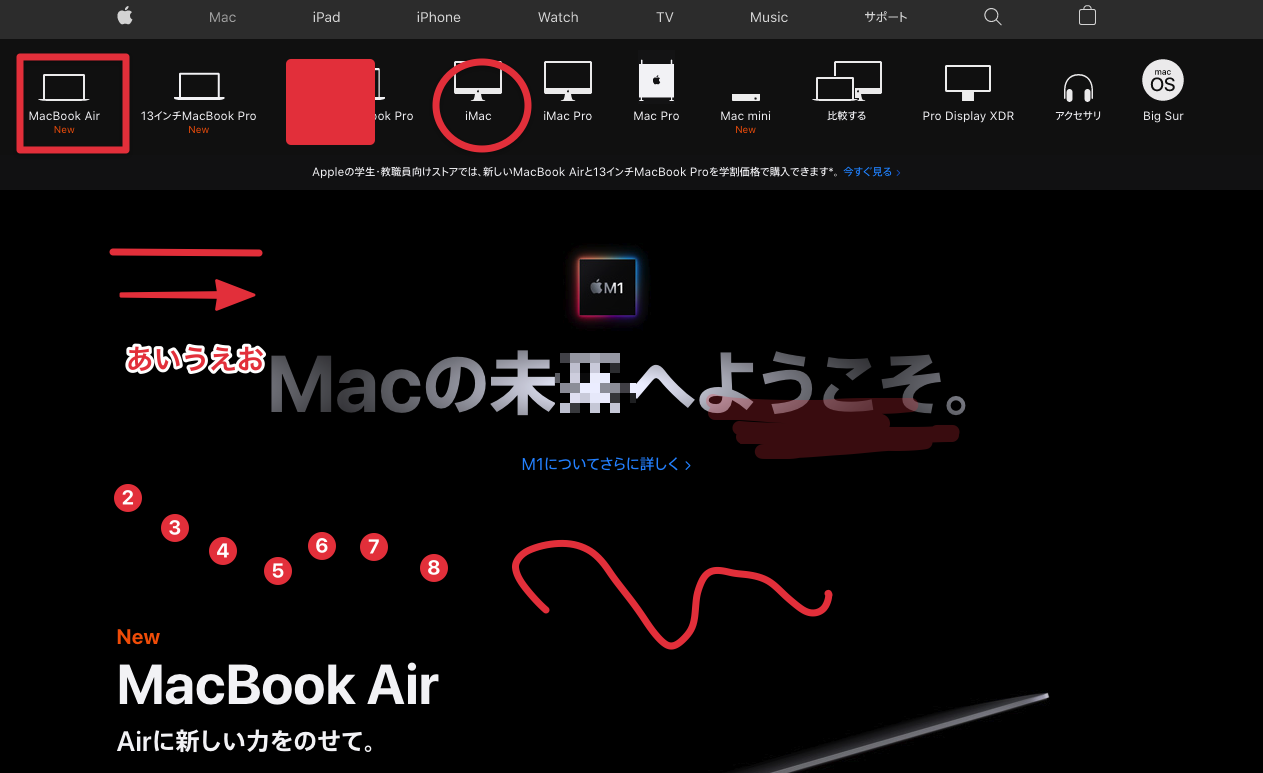 Mac iPad iPhone Watch TV Music サポート
MacBook Air 13インチMacBook Pro ok Pro iMac iMac Pro Mac Pro Mac mini 比較する Pro Display XDR アクセサリ mac OS Big Sur
New New New
Appleの学生・教職員向けストアでは、新しいMacBook Airと13インチMacBook Proを学割価格で購入できます*。 今すぐ見る >
M1
あいうえお
Macの未 へようこそ。
M1についてさらに詳しく >
2 3 4 5 6 7 8
New
MacBook Air
Airに新しい力をのせて。